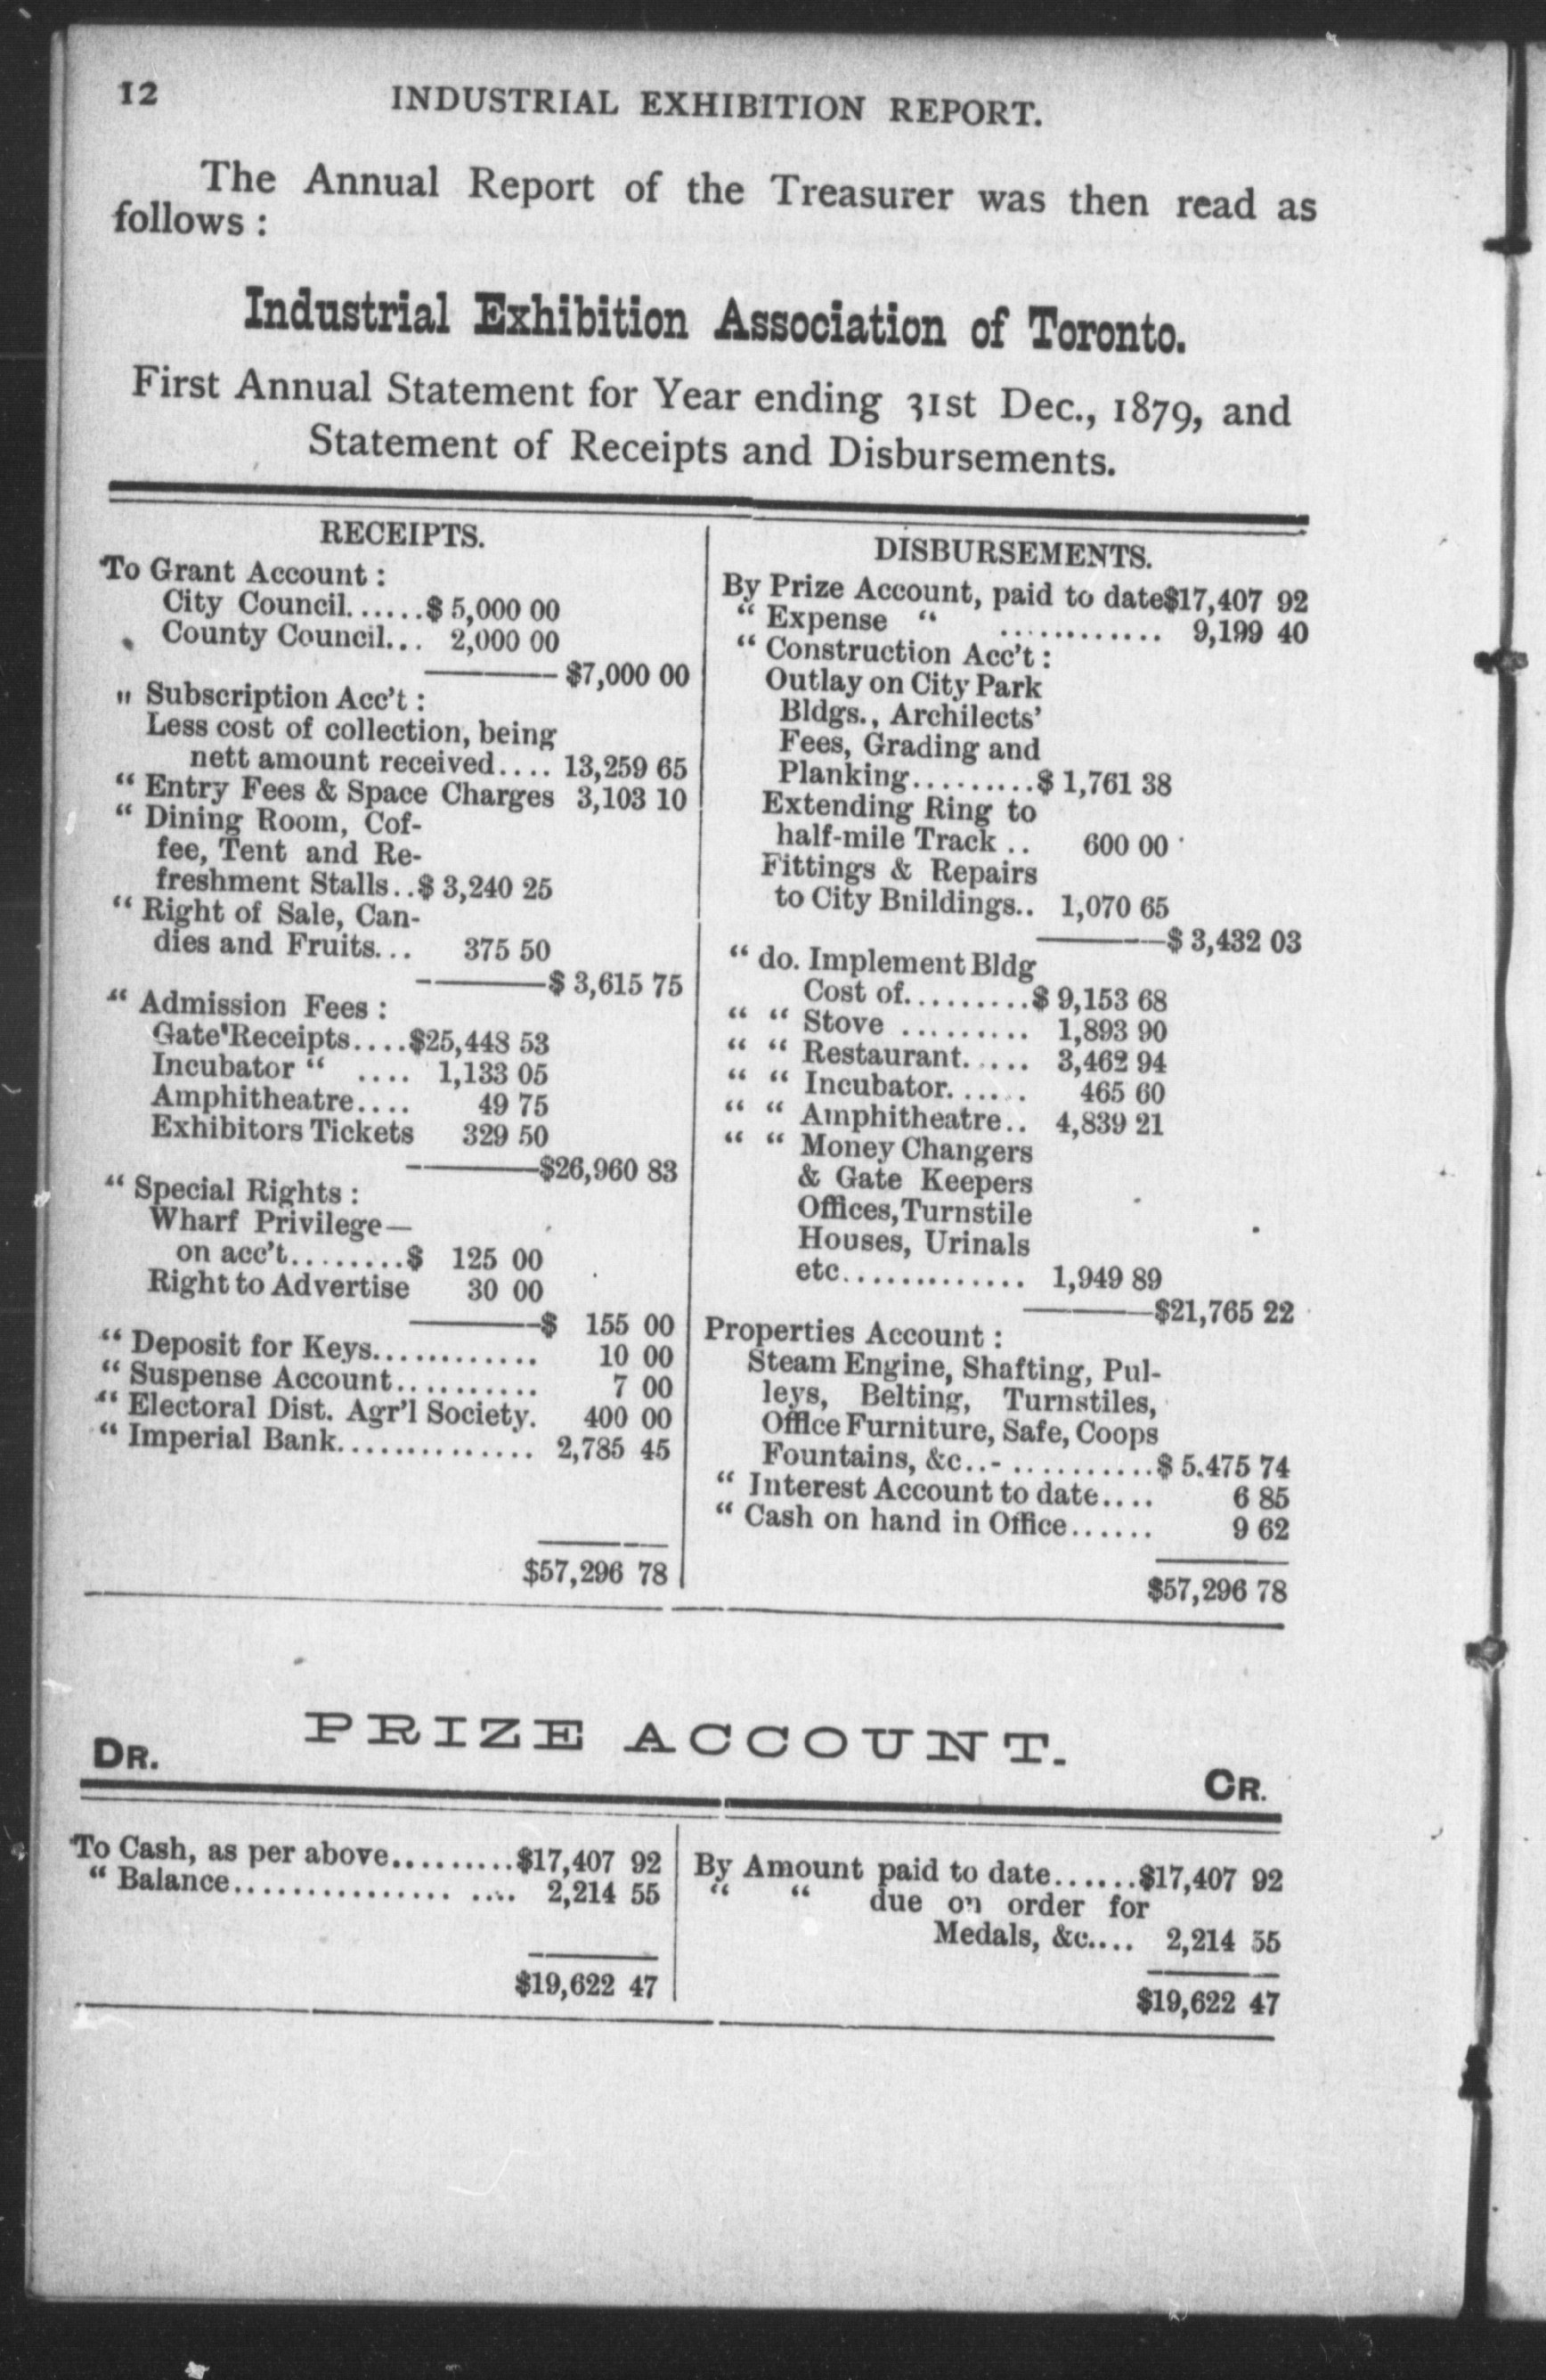 12
INDUSTRIAL EXHIBITION REPORT.
The Annual Report of the Treasurer was then read as
follows :
Industrial Exhibition Association of Toronto.
First Annual Statement for Year ending 31st Dec., 1879, and
Statement of Receipts and Disbursements.
RECEIPTS.
To Grant Account :
City Council......$ 5,000 00
County Council... 2,000 00
$7,000 00
„ Subscription Acc't :
Less cost of collection, being
nett amount received.... 13,259 65
“ Entry Fees & Space Charges 3,103 10
“ Dining Room, Cof-
fee, Tent and Re-
freshment Stalls..$ 3,240 25
“ Right of Sale, Can-
dies and Fruits... 375 50
$ 3,615 75
“ Admission Fees :
Gate'Receipts....$25,448 53
Incubator “ .... 1,133 05
Amphitheatre.... 49 75
Exhibitors Tickets 329 50
$26,960 83
“ Special Rights :
Wharf Privilege—
on acc't.........$ 125 00
Right to Advertise 30 00
$ 155 00
“ Deposit for Keys............ 10 00
“ Suspense Account.......... 7 00
“ Electoral Dist. Agr'l Society. 400 00
“ Imperial Bank.............. 2,785 45
$57,296 78
DISBURSEMENTS.
By Prize Account, paid to date$17,407 92
“ Expense “ ............ 9,199 40
“ Construction Acc't :
Outlay on City Park
Bldgs., Archilects'
Fees, Grading and
Planking.........$ 1,761 38
Extending Ring to
half-mile Track .. 600 00
Fittings & Repairs
to City Bnildings.. 1,070 65
$ 3,432 03
“ do. Implement Bldg
Cost of.........$ 9,153 68
“ “ Stove ......... 1,893 90
“ “ Restaurant..... 3,462 94
“ “ Incubator...... 465 60
“ “ Amphitheatre.. 4,839 21
“ “ Money Changers
& Gate Keepers
Offices, Turnstile
Houses, Urinals
etc............. 1,949 89
$21,765 22
Properties Account :
Steam Engine, Shafting, Pul-
leys, Belting, Turnstiles,
Office Furniture, Safe, Coops
Fountains, &c..- ..........$ 5.475 74
“ Interest Account to date.... 6 85
“ Cash on hand in Office...... 9 62
$57,296 78
PRIZE ACCOUNT.
DR.
CR.
To Cash, as per above.........$17,407 92
“ Balance............... .... 2,214 55
$19,622 47
By Amount paid to date......$17,407 92
“ “ due on order for
Medals, &c.... 2,214 55
$19,622 47